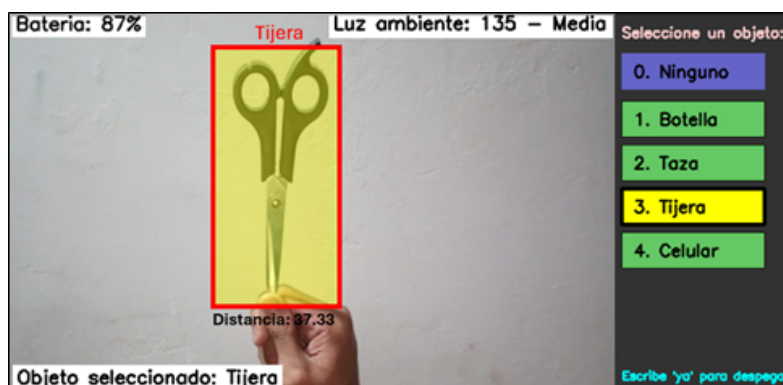 Bateria: 87%
Tijera
Luz ambiente: 135 - Media
Distancia: 37.33
Objeto seleccionado: Tijera
Seleccione un objeto:
0. Ninguno
1. Botella
2. Taza
3. Tijera
4. Celular
Escribe 'ya' para despega